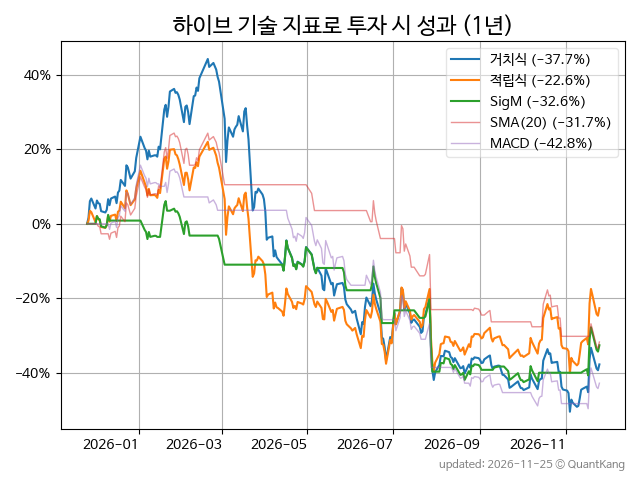 하이브 기술 지표로 투자 시 성과 (1년)
거치식 (−37.7%)
적립식 (−22.6%)
SigM (−32.6%)
SMA(20) (−31.7%)
MACD (−42.8%)
40%
20%
0%
−20%
−40%
2026-01
2026-03
2026-05
2026-07
2026-09
2026-11
updated: 2026-11-25 © QuantKang